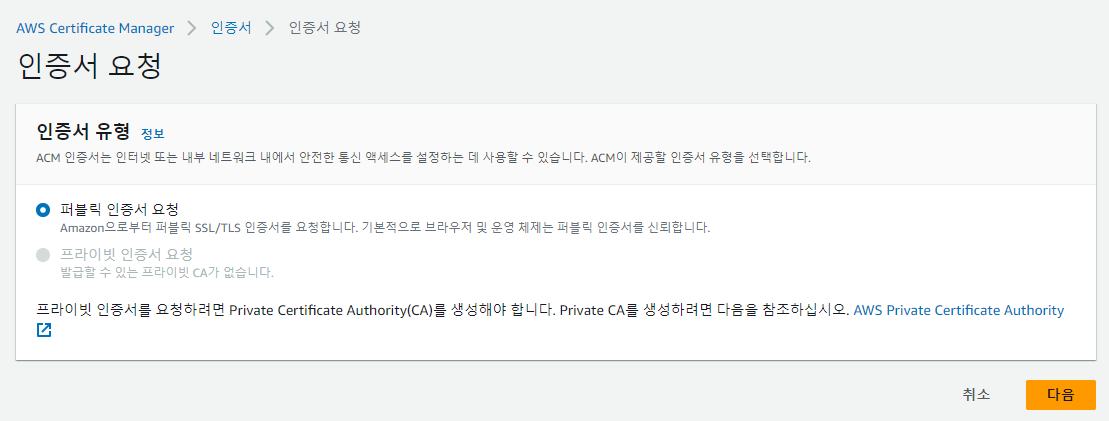 AWS Certificate Manager > 인증서 > 인증서 요청
인증서 요청
인증서 유형 정보
ACM 인증서는 인터넷 또는 내부 네트워크 내에서 안전한 통신 액세스를 설정하는 데 사용할 수 있습니다. ACM이 제공할 인증서 유형을 선택합니다.
퍼블릭 인증서 요청
Amazon으로부터 퍼블릭 SSL/TLS 인증서를 요청합니다. 기본적으로 브라우저 및 운영 체제는 퍼블릭 인증서를 신뢰합니다.
프라이빗 인증서 요청
발급할 수 있는 프라이빗 CA가 없습니다.
프라이빗 인증서를 요청하려면 Private Certificate Authority(CA)를 생성해야 합니다. Private CA를 생성하려면 다음을 참조하십시오. AWS Private Certificate Authority
취소 다음